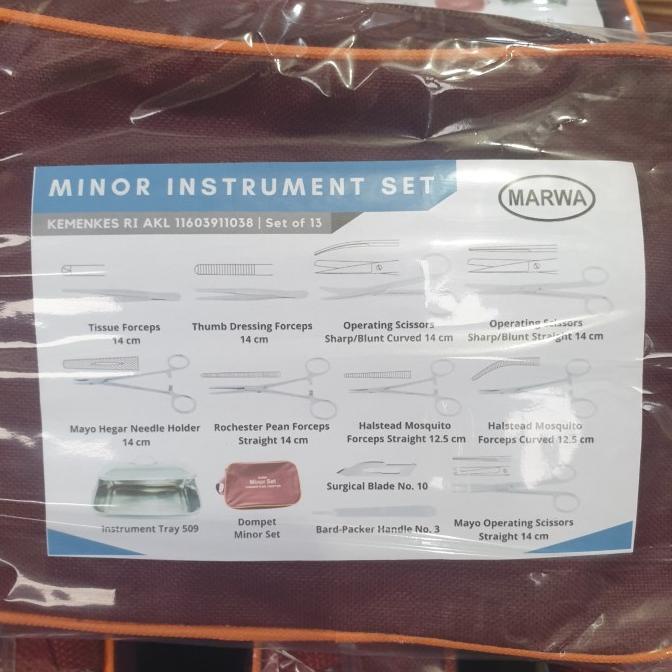 MINOR INSTRUMENT SET
MARWA
KEMENKES RI AKL 11603911038 | Set of 13
Tissue Forceps
14 cm
Thumb Dressing Forceps
14 cm
Operating Scissors
Sharp/Blunt Curved 14 cm
Operating Scissors
Sharp/Blunt Straight 14 cm
Mayo Hegar Needle Holder
14 cm
Rochester Pean Forceps
Straight 14 cm
Halstead Mosquito
Forceps Straight 12.5 cm
Halstead Mosquito
Forceps Curved 12.5 cm
Instrument Tray 509
Minor Set
Dompet
Minor Set
Surgical Blade No. 10
Bard-Packer Handle No. 3
Mayo Operating Scissors
Straight 14 cm